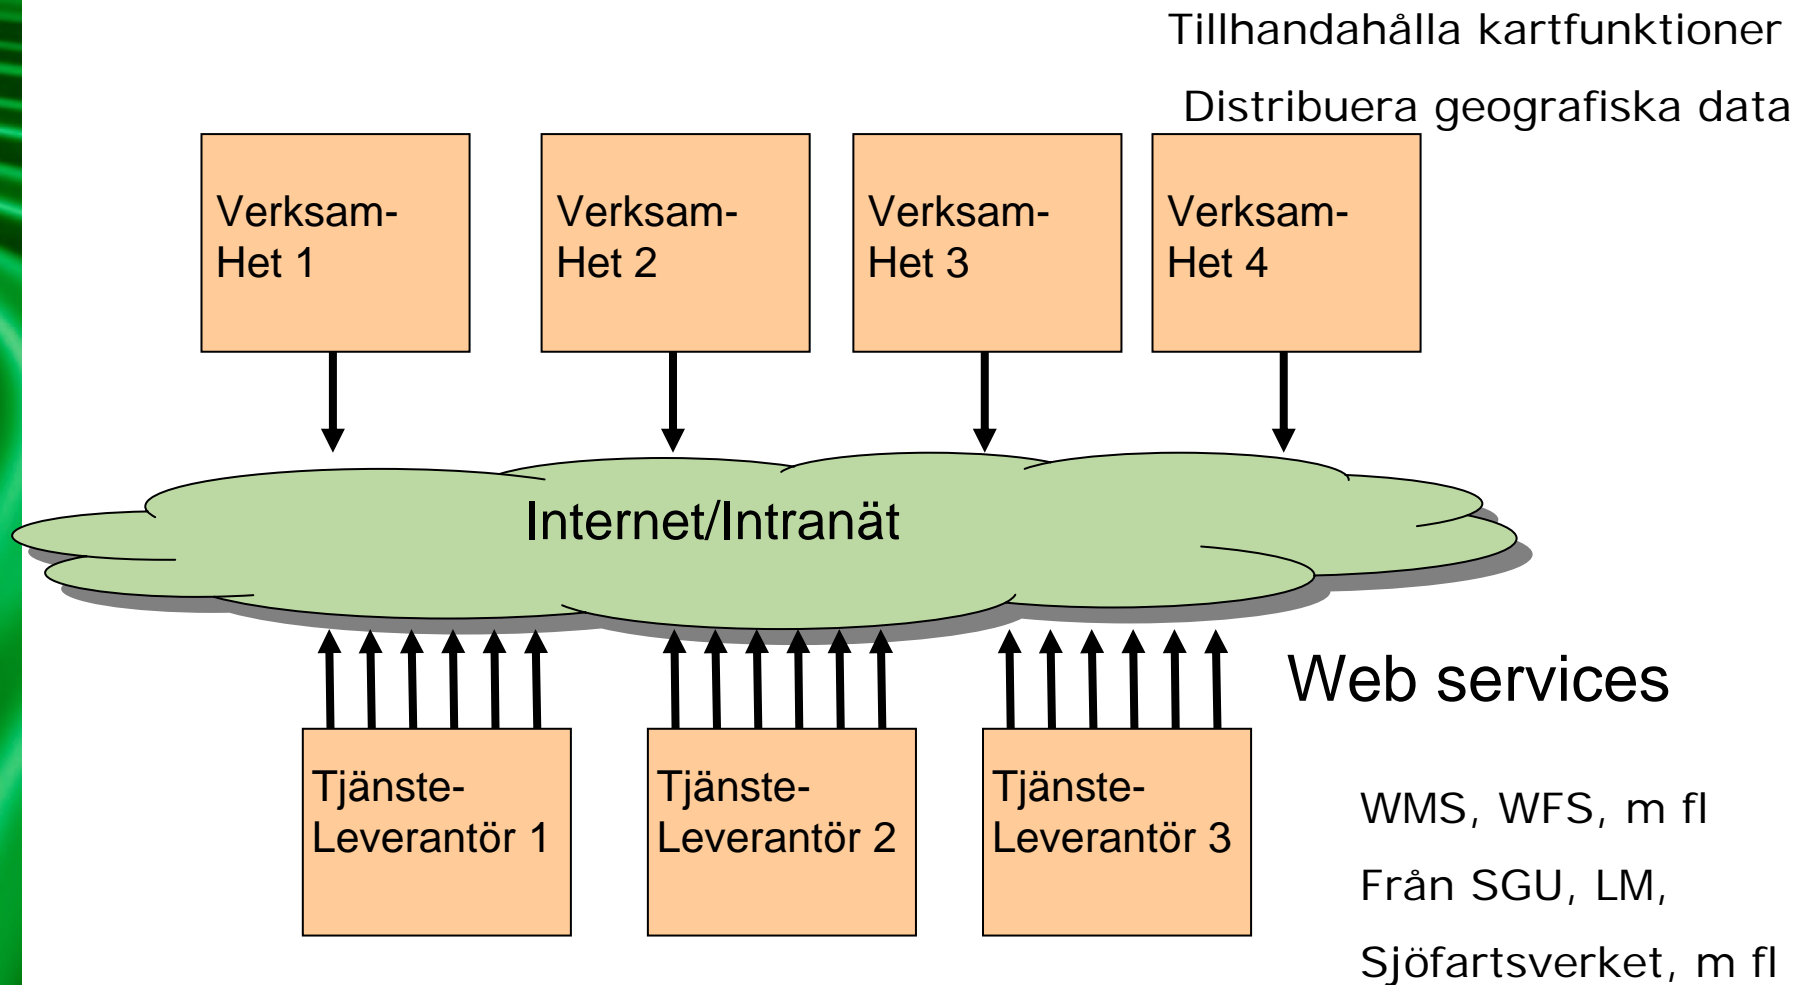 Tillhandahålla kartfunktioner
Distribuera geografiska data
Verksam-
Het 1
Verksam-
Het 2
Verksam-
Het 3
Verksam-
Het 4
Internet/Intranät
Web services
Tjänste-
Leverantör 1
Tjänste-
Leverantör 2
Tjänste-
Leverantör 3
WMS, WFS, m fl
Från SGU, LM,
Sjöfartsverket, m fl